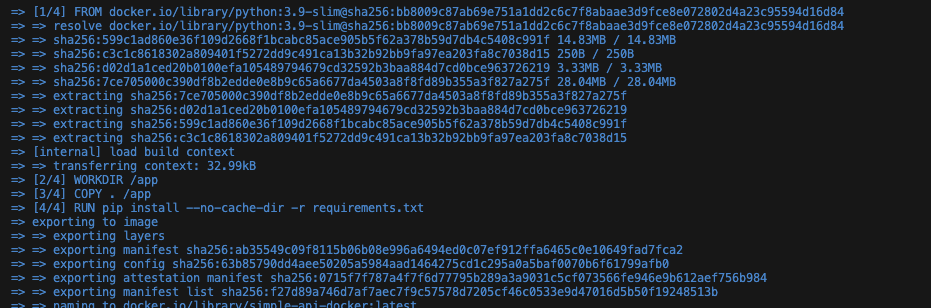 => [1/4] FROM docker.io/library/python:3.9-slim@sha256:bb8009c87ab69e751a1dd2c6c7f8abaae3d9fce8e072802d4a23c95594d16d84
=> => resolve docker.io/library/python:3.9-slim@sha256:bb8009c87ab69e751a1dd2c6c7f8abaae3d9fce8e072802d4a23c95594d16d84
=> => sha256:599c1ad860e36f109d2668f1bcabc85ace905b5f62a378b59d7db4c5408c991f 14.83MB / 14.83MB
=> => sha256:c3c1c8618302a809401f5272dd9c491ca13b32b92bb9fa97ea203fa8c7038d15 250B / 250B
=> => sha256:d02d1a1ced20b0100efa105489794679cd32592b3baa884d7cd0bce963726219 3.33MB / 3.33MB
=> => sha256:7ce705000c390df8b2edde0e8b9c65a6677da4503a8f8fd89b355a3f827a275f 28.04MB / 28.04MB
=> => extracting sha256:7ce705000c390df8b2edde0e8b9c65a6677da4503a8f8fd89b355a3f827a275f
=> => extracting sha256:d02d1a1ced20b0100efa105489794679cd32592b3baa884d7cd0bce963726219
=> => extracting sha256:599c1ad860e36f109d2668f1bcabc85ace905b5f62a378b59d7db4c5408c991f
=> => extracting sha256:c3c1c8618302a809401f5272dd9c491ca13b32b92bb9fa97ea203fa8c7038d15
=> [internal] load build context
=> => transferring context: 32.99kB
=> [2/4] WORKDIR /app
=> [3/4] COPY . /app
=> [4/4] RUN pip install --no-cache-dir -r requirements.txt
=> exporting to image
=> => exporting layers
=> => exporting manifest sha256:ab35549c09f8115b06b08e996a6494ed0c07ef912ffa6465c0e10649fad7fca2
=> => exporting config sha256:63b85790dd4aee50205a5984aad1464275cd1c295a0a5baf0070b6f61799afb0
=> => exporting attestation manifest sha256:0715f7f787a4f7f6d77795b289a3a9031c5cf073566fe946e9b612aef756b984
=> => exporting manifest list sha256:f27d89a746d7af7aec7f9c57578d7205cf46c0533e9d47016d5b50f19248513b
=> => naming to docker.io/library/simple-api-docker:latest